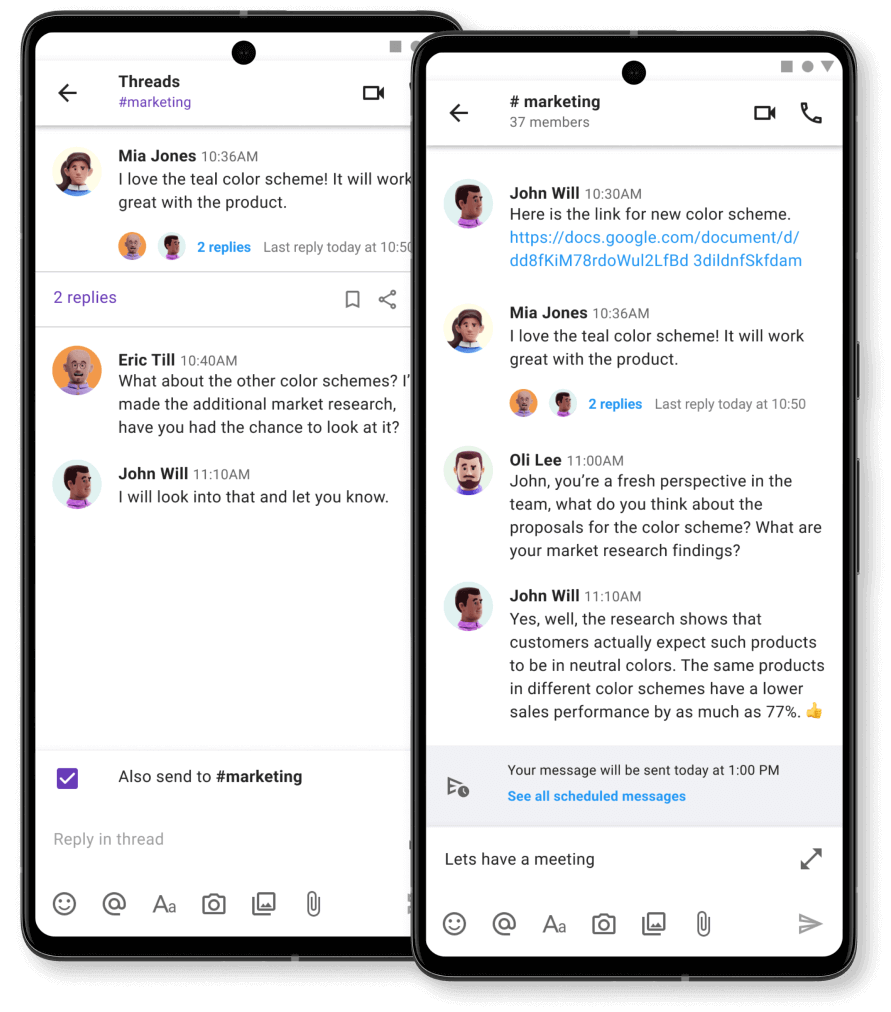 Threads
#marketing
Mia Jones 10:36AM
I love the teal color scheme! It will work
great with the product.
2 replies Last reply today at 10:50
2 replies
Eric Till 10:40AM
What about the other color schemes? I’
made the additional market research,
have you had the chance to look at it?
John Will 11:10AM
I will look into that and let you know.
Also send to #marketing
Reply in thread
Aa
# marketing
37 members
John Will 10:30AM
Here is the link for new color scheme.
https://docs.google.com/document/d/
dd8fKiM78rdoWul2LfBd 3dildnfSkfdam
Mia Jones 10:36AM
I love the teal color scheme! It will work
great with the product.
2 replies Last reply today at 10:50
Oli Lee 11:00AM
John, you’re a fresh perspective in the
team, what do you think about the
proposals for the color scheme? What are
your market research findings?
John Will 11:10AM
Yes, well, the research shows that
customers actually expect such products
to be in neutral colors. The same products
in different color schemes have a lower
sales performance by as much as 77%. 👍
Your message will be sent today at 1:00 PM
See all scheduled messages
Lets have a meeting
Aa